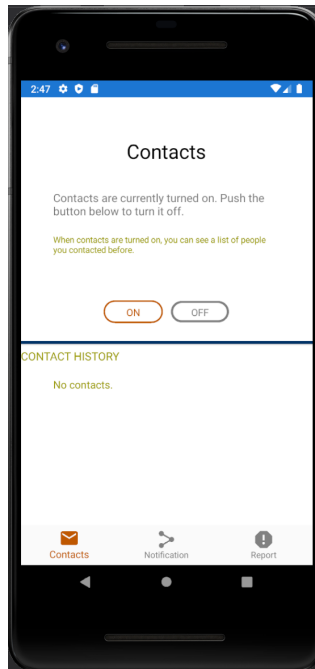 2:47
Contacts
Contacts are currently turned on. Push the
button below to turn it off.
When contacts are turned on, you can see a list of people
you contacted before.
ON OFF
CONTACT HISTORY
No contacts.
Contacts Notification Report